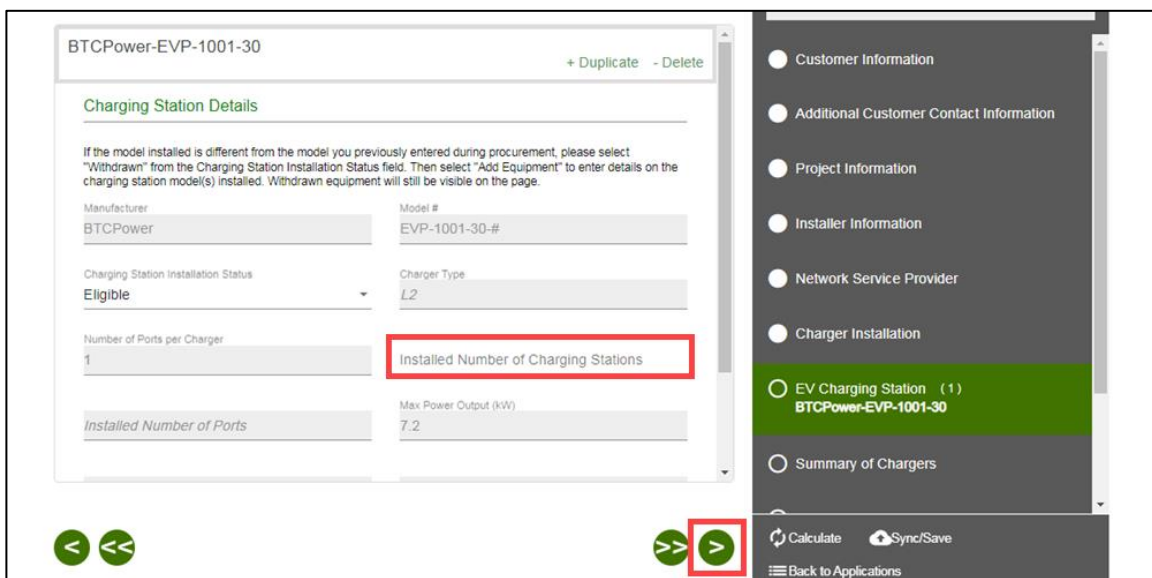 BTCPower-EVP-1001-30
+ Duplicate - Delete
Charging Station Details
If the model installed is different from the model you previously entered during procurement, please select
"Withdrawn" from the Charging Station Installation Status field. Then select "Add Equipment" to enter details on the
charging station model(s) installed. Withdrawn equipment will still be visible on the page.
Manufacturer
BTCPower
Model #
EVP-1001-30-#
Charging Station Installation Status
Eligible
Charger Type
L2
Number of Ports per Charger
1
Installed Number of Charging Stations
Installed Number of Ports
Max Power Output (kW)
7.2
< <<
>> >
Customer Information
Additional Customer Contact Information
Project Information
Installer Information
Network Service Provider
Charger Installation
EV Charging Station (1)
BTCPower-EVP-1001-30
Summary of Chargers
Calculate Sync/Save
Back to Applications